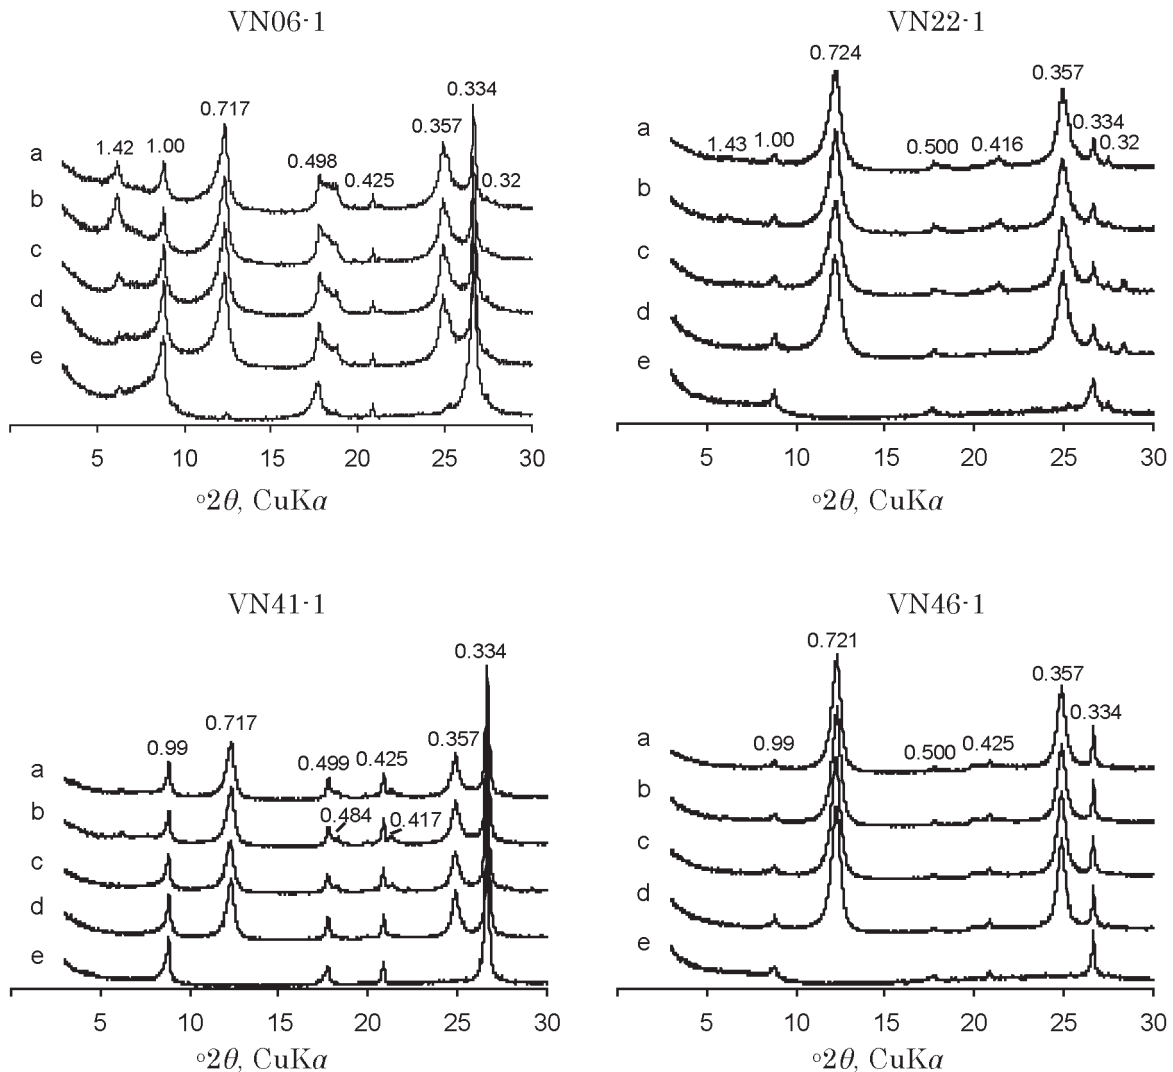 VN06-1
1.42 1.00 0.717 0.498 0.425 0.357 0.334 0.32
a
b
c
d
e
5 10 15 20 25 30
°2θ, CuKα
VN22-1
1.43 1.00 0.724 0.500 0.416 0.357 0.334 0.32
a
b
c
d
e
5 10 15 20 25 30
°2θ, CuKα
VN41-1
0.99 0.717 0.499 0.425 0.357 0.334
a
b
0.484 0.417
c
d
e
5 10 15 20 25 30
°2θ, CuKα
VN46-1
0.99 0.721 0.500 0.425 0.357 0.334
a
b
c
d
e
5 10 15 20 25 30
°2θ, CuKα